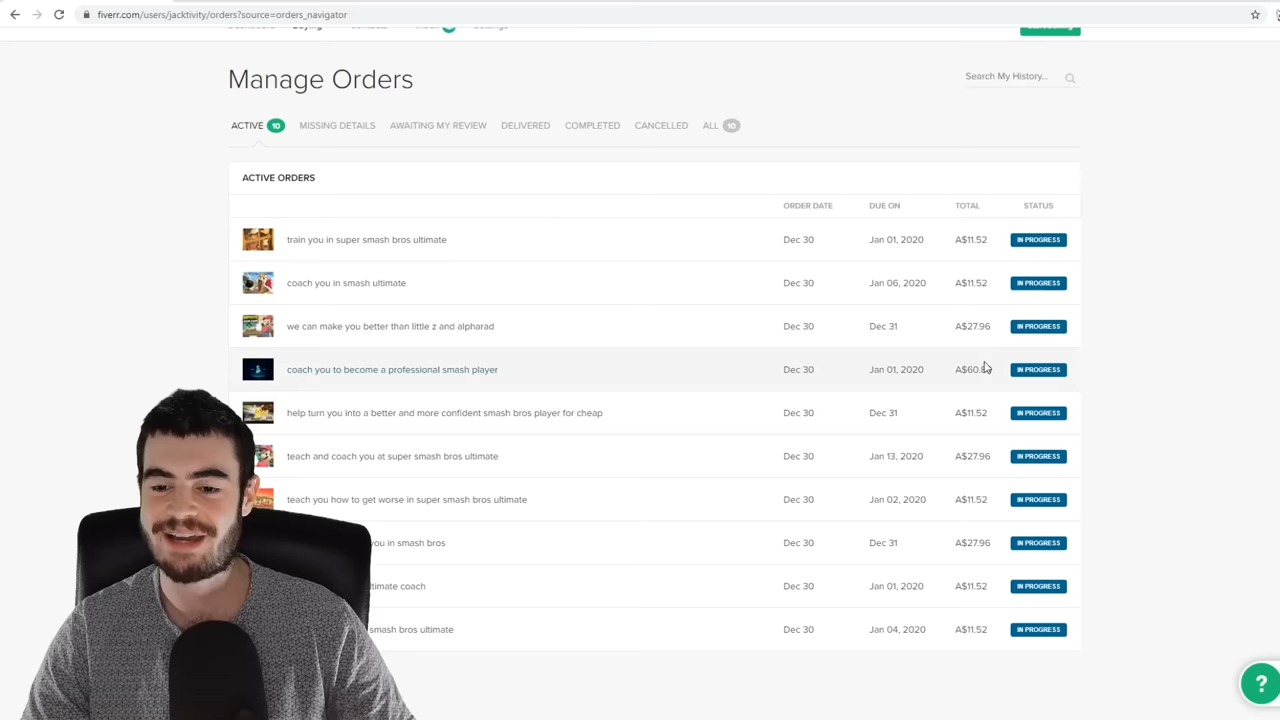 fiverr.com/users/jacktivity/orders?source=orders_navigator
Manage Orders
Search My History...
ACTIVE 10 MISSING DETAILS AWAITING MY REVIEW DELIVERED COMPLETED CANCELLED ALL 10
ACTIVE ORDERS
ORDER DATE DUE ON TOTAL STATUS
train you in super smash bros ultimate Dec 30 Jan 01, 2020 A$11.52 IN PROGRESS
coach you in smash ultimate Dec 30 Jan 06, 2020 A$11.52 IN PROGRESS
we can make you better than little z and alpharad Dec 30 Dec 31 A$27.96 IN PROGRESS
coach you to become a professional smash player Dec 30 Jan 01, 2020 IN PROGRESS
help turn you into a better and more confident smash bros player for cheap Dec 30 Dec 31 A$11.52 IN PROGRESS
teach and coach you at super smash bros ultimate Dec 30 Jan 13, 2020 A$27.96 IN PROGRESS
teach you how to get worse in super smash bros ultimate Dec 30 Jan 02, 2020 A$11.52 IN PROGRESS
you in smash bros Dec 30 Dec 31 A$27.96 IN PROGRESS
coach Dec 30 Jan 01, 2020 A$11.52 IN PROGRESS
smash bros ultimate Dec 30 Jan 04, 2020 A$11.52 IN PROGRESS
?